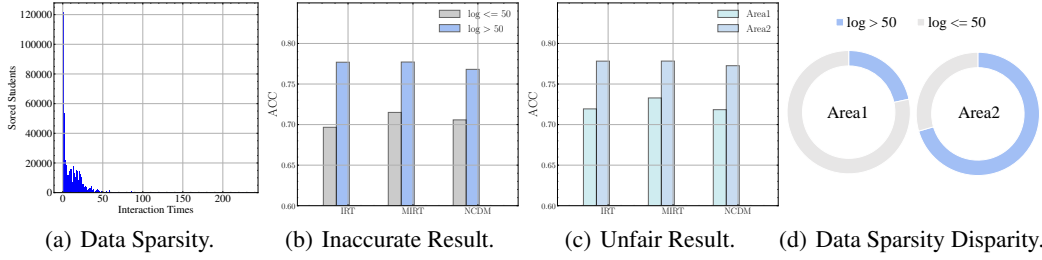 120000
100000
80000
60000
40000
20000
0
Sored Students
0 50 100 150 200
Interaction Times
(a) Data Sparsity.
log <= 50
log > 50
0.80
0.75
0.70
0.65
0.60
ACC
IRT MIRT NCDM
(b) Inaccurate Result.
Area1
Area2
0.80
0.75
0.70
0.65
0.60
ACC
IRT MIRT NCDM
(c) Unfair Result.
log > 50 log <= 50
Area1 Area2
(d) Data Sparsity Disparity.